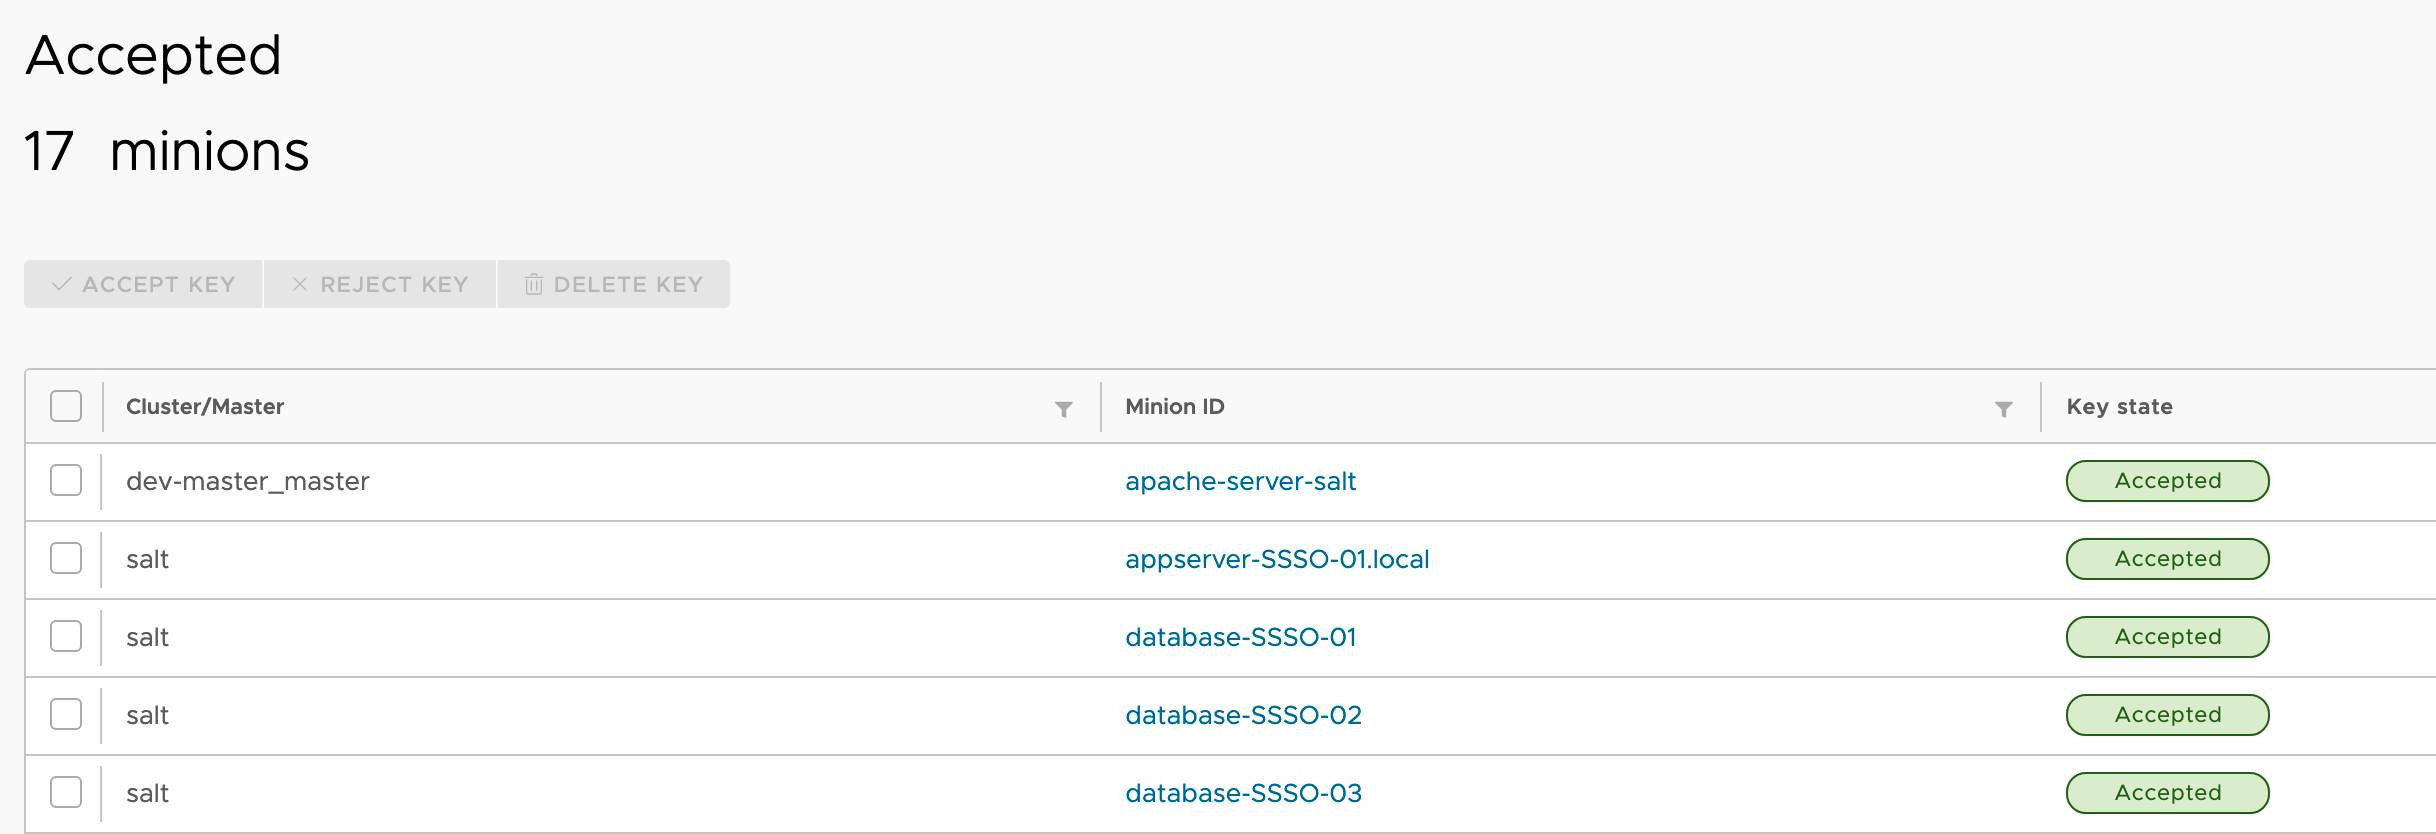 Accepted
17 minions
ACCEPT KEY REJECT KEY DELETE KEY
Cluster/Master Minion ID Key state
dev-master_master apache-server-salt Accepted
salt appserver-SSSO-01.local Accepted
salt database-SSSO-01 Accepted
salt database-SSSO-02 Accepted
salt database-SSSO-03 Accepted